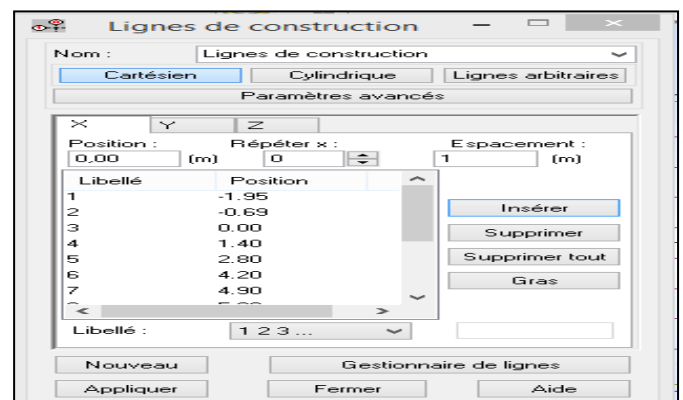 Lignes de construction
Nom : Lignes de construction
Cartésien Cylindrique Lignes arbitraires
Paramètres avancés
X Y Z
Position : Répéter x : Espacement :
0,00 (m) 0 1 (m)
Libellé Position
1 -1.95
2 -0.69
3 0.00
4 1.40
5 2.80
6 4.20
7 4.90
Insérer
Supprimer
Supprimer tout
Gras
Libellé : 1 2 3 ...
Nouveau Gestionnaire de lignes
Appliquer Fermer Aide